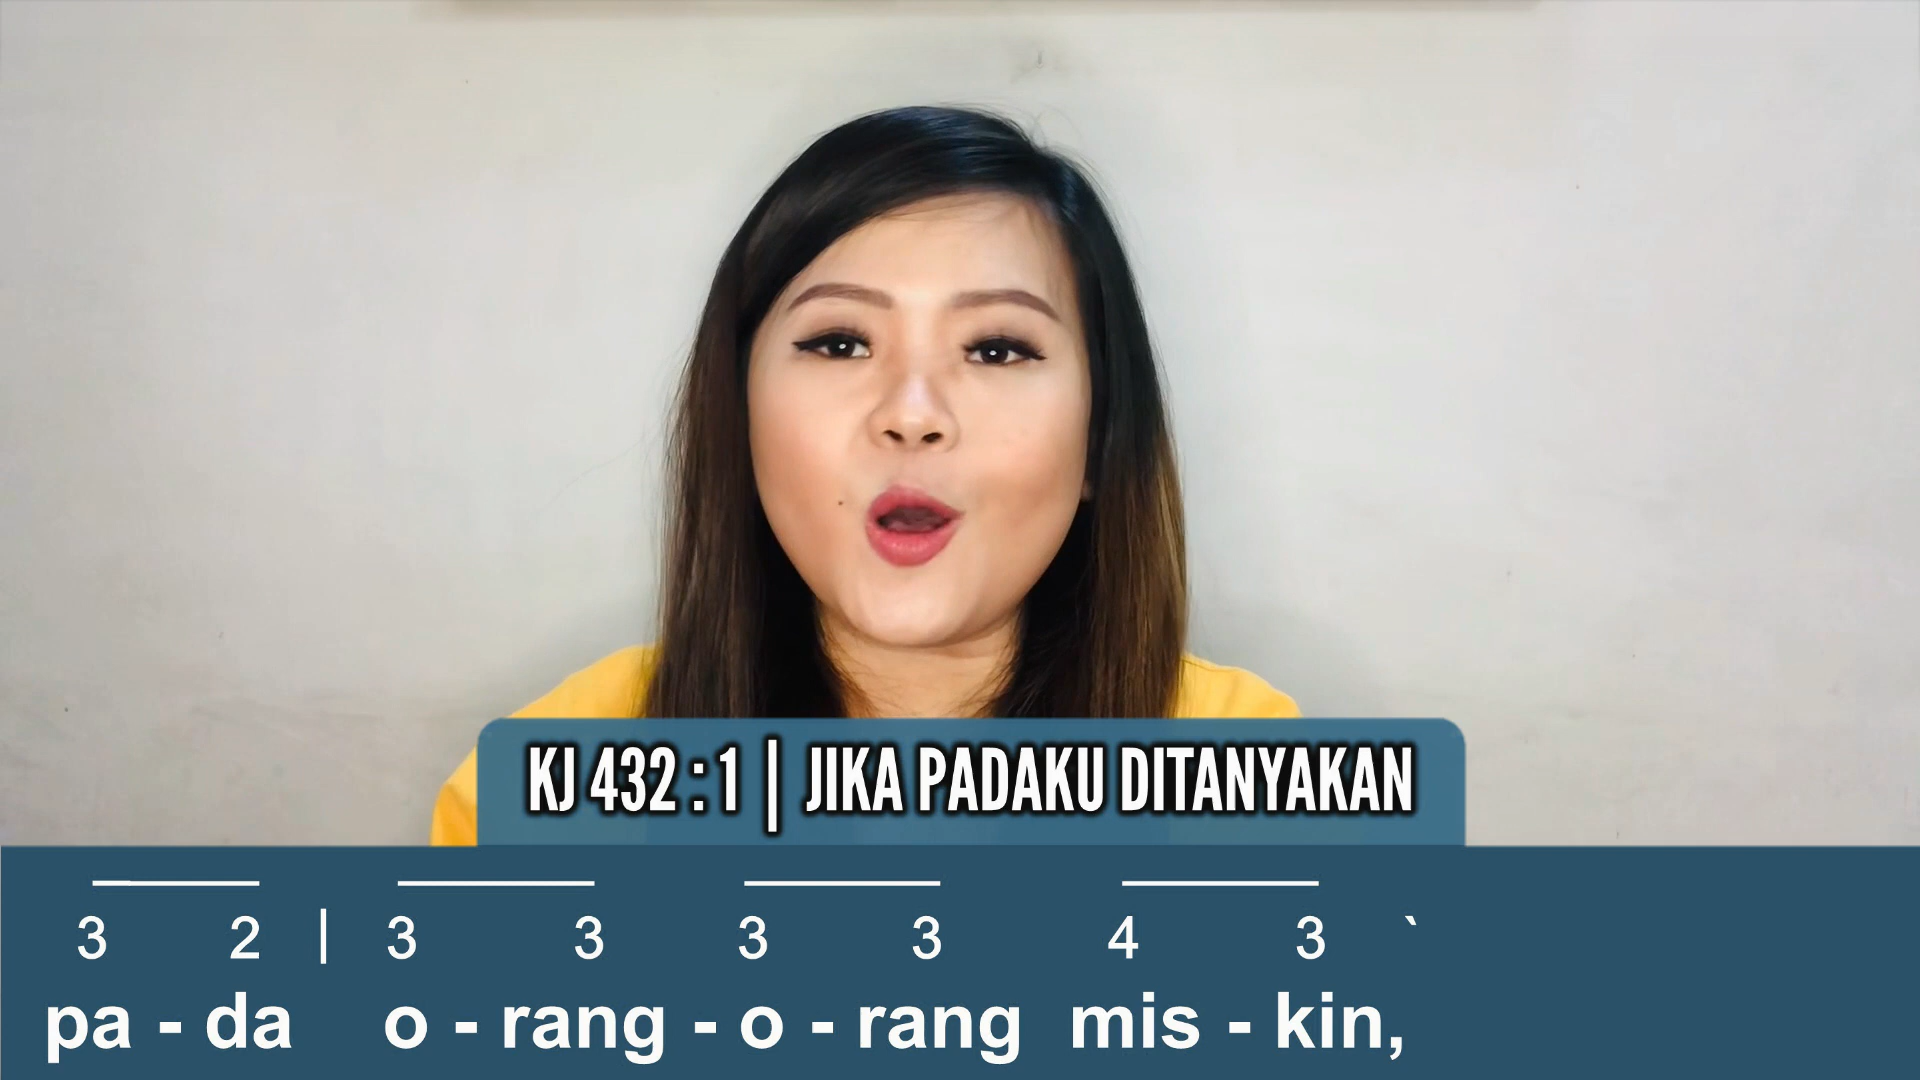 KJ 432 : 1 | JIKA PADAKU DITANYAKAN
3 2 | 3 3 3 3 4 3 `
pa - da o - rang - o - rang mis - kin,